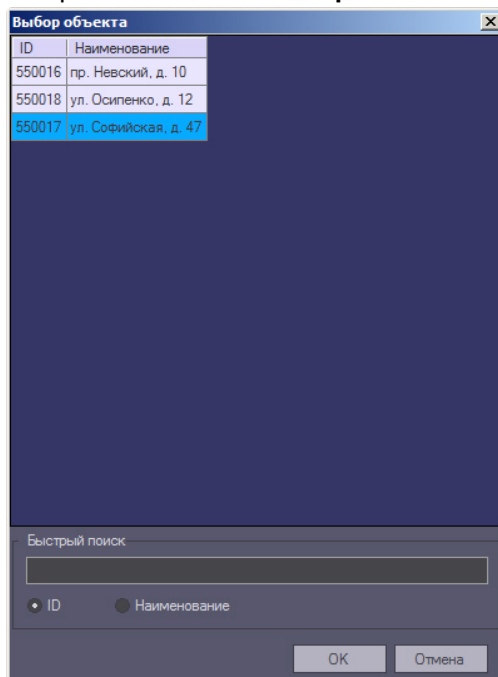 Выбор объекта
ID Наименование
550016 пр. Невский, д. 10
550018 ул. Осипенко, д. 12
550017 ул. Софийская, д. 47
Быстрый поиск
ID Наименование
OK Отмена